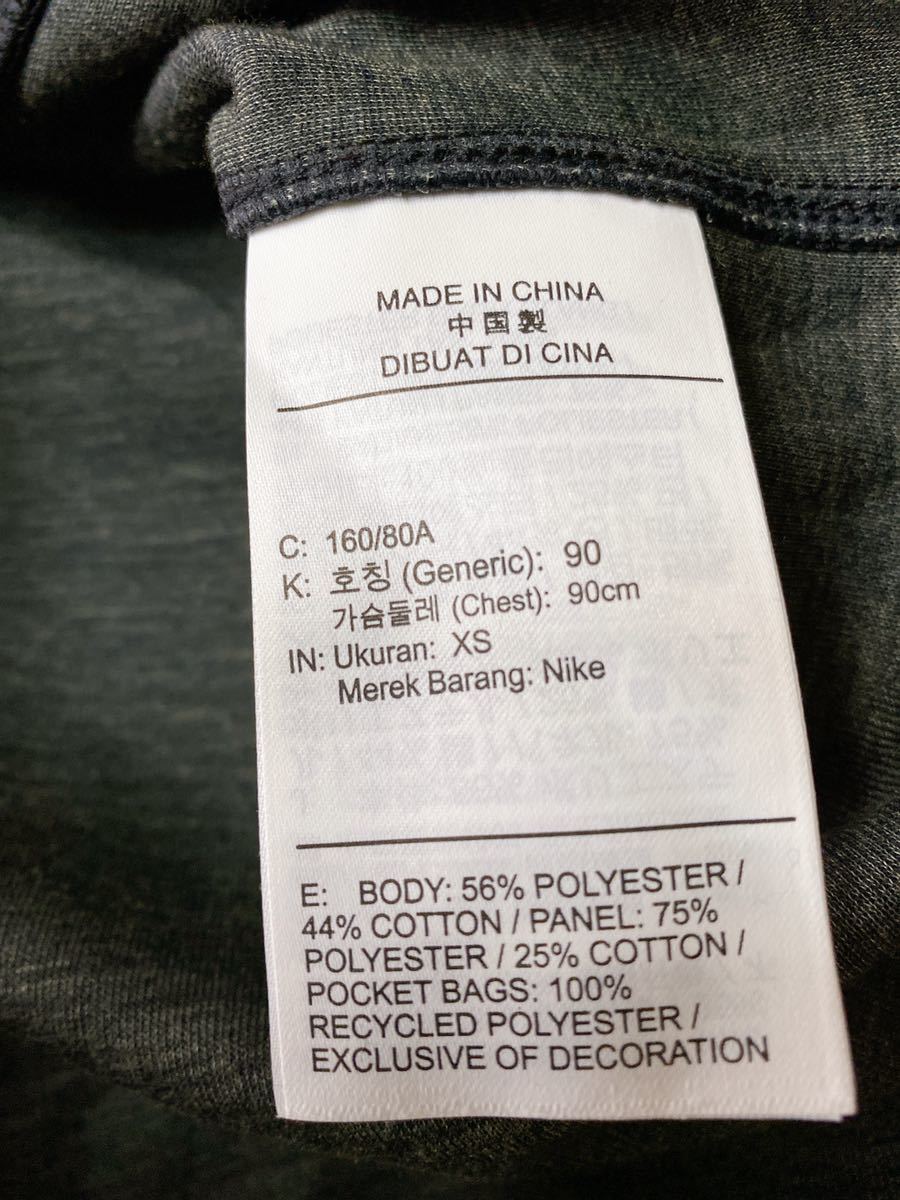 MADE IN CHINA
中国製
DIBUAT DI CINA
C: 160/80A
K: 호칭 (Generic): 90
가슴둘레 (Chest): 90cm
IN: Ukuran: XS
Merek Barang: Nike
E: BODY: 56% POLYESTER /
44% COTTON / PANEL: 75%
POLYESTER / 25% COTTON /
POCKET BAGS: 100%
RECYCLED POLYESTER /
EXCLUSIVE OF DECORATION